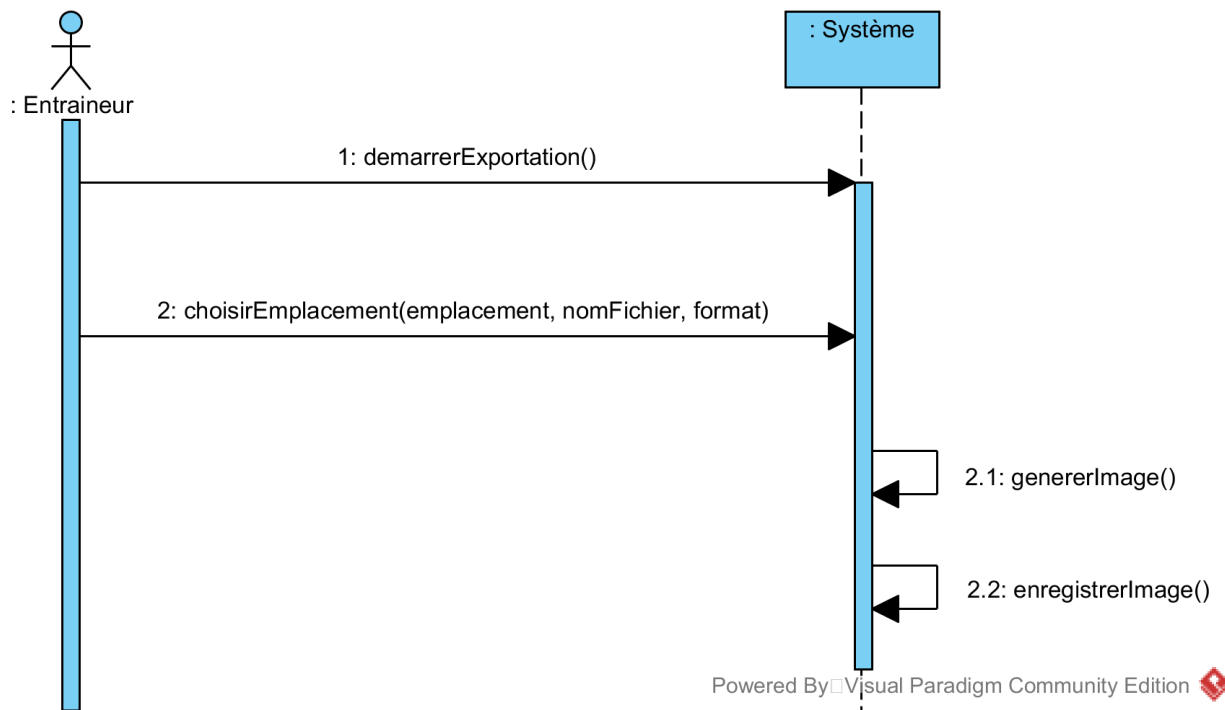 : Système
: Entraineur
1: demarrerExportation()
2: choisirEmplacement(emplacement, nomFichier, format)
2.1: genererImage()
2.2: enregistrerImage()
Powered By□Visual Paradigm Community Edition